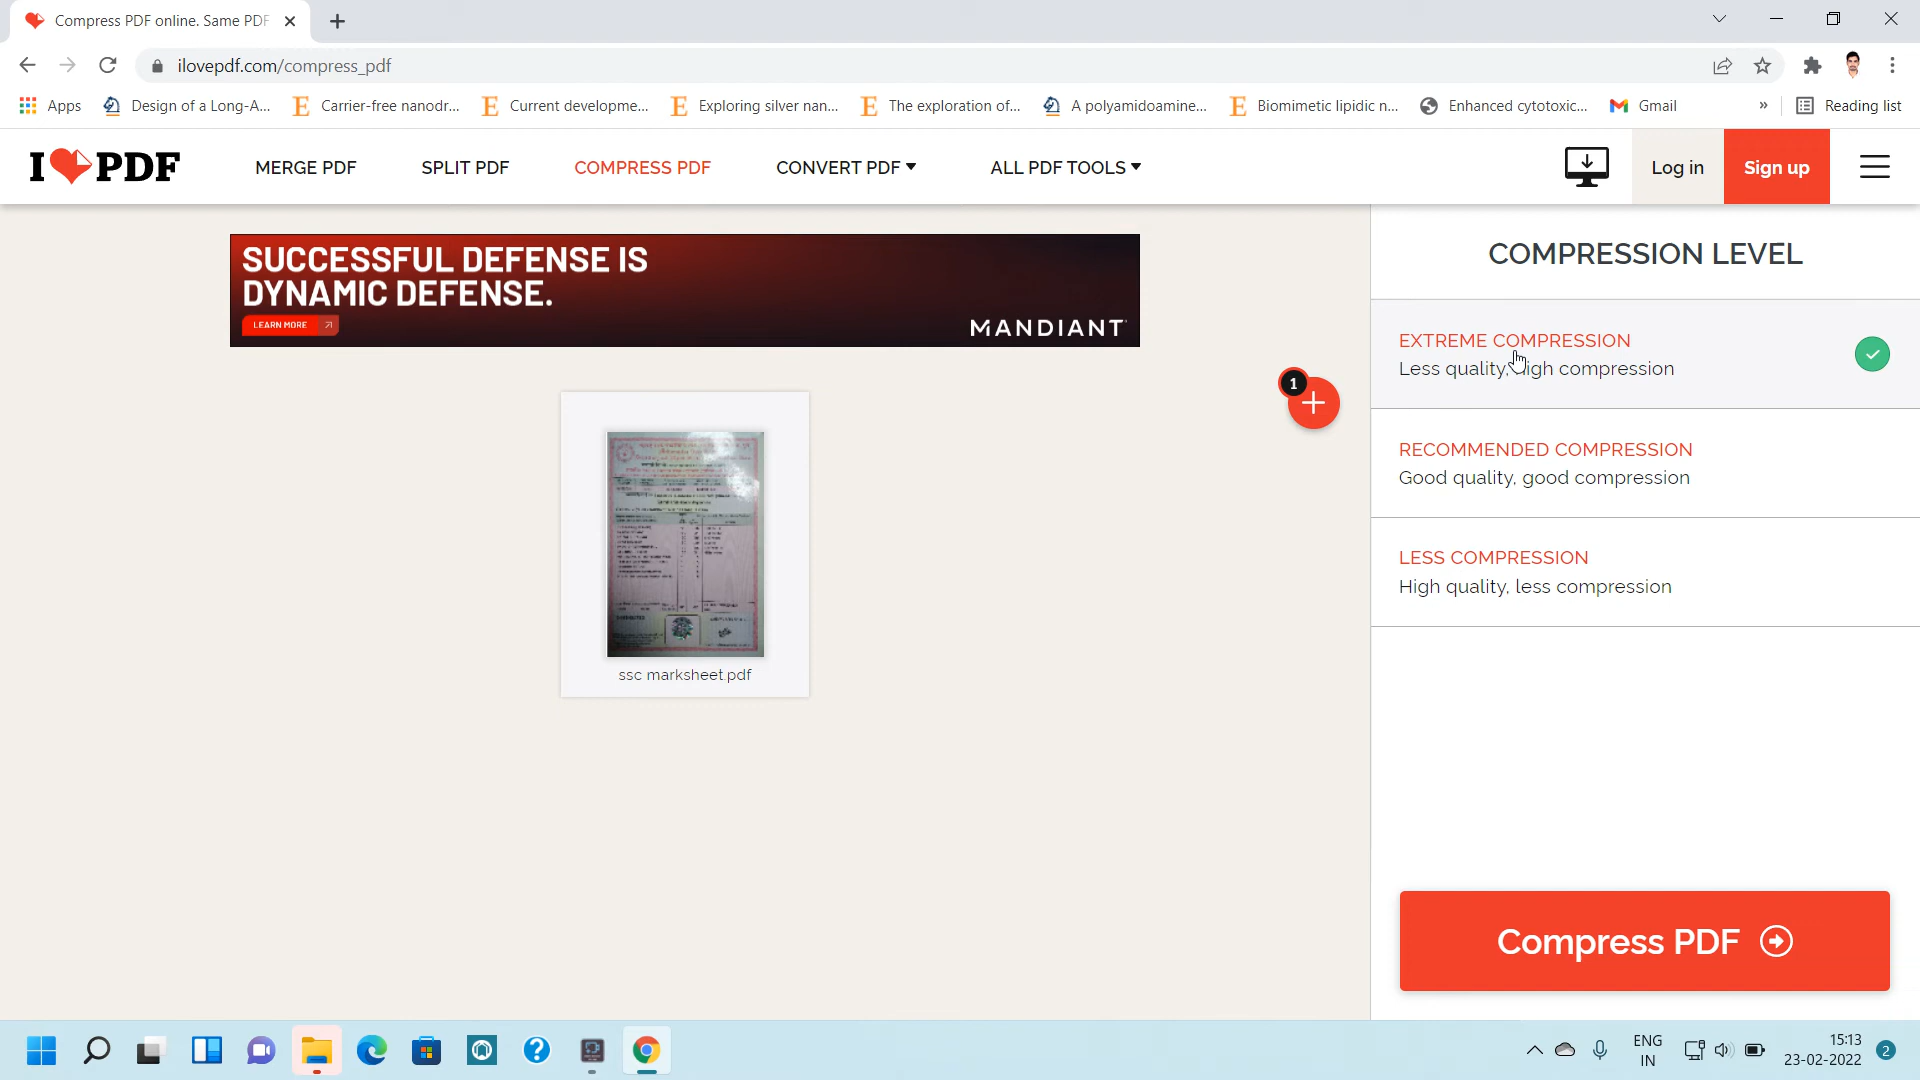 Compress PDF online. Same PDF
ilovepdf.com/compress_pdf
Apps
Design of a Long-A...
Carrier-free nanodr...
Current developme...
Exploring silver nan...
The exploration of...
A polyamidoamine...
Biomimetic lipidic n...
Enhanced cytotoxic...
Gmail
»
Reading list
I PDF
MERGE PDF
SPLIT PDF
COMPRESS PDF
CONVERT PDF
ALL PDF TOOLS
Log in
Sign up
SUCCESSFUL DEFENSE IS
DYNAMIC DEFENSE.
LEARN MORE
MANDIANT
1
ssc marksheet.pdf
COMPRESSION LEVEL
EXTREME COMPRESSION
Less quality, high compression
RECOMMENDED COMPRESSION
Good quality, good compression
LESS COMPRESSION
High quality, less compression
Compress PDF
ENG
IN
15:13
23-02-2022
2